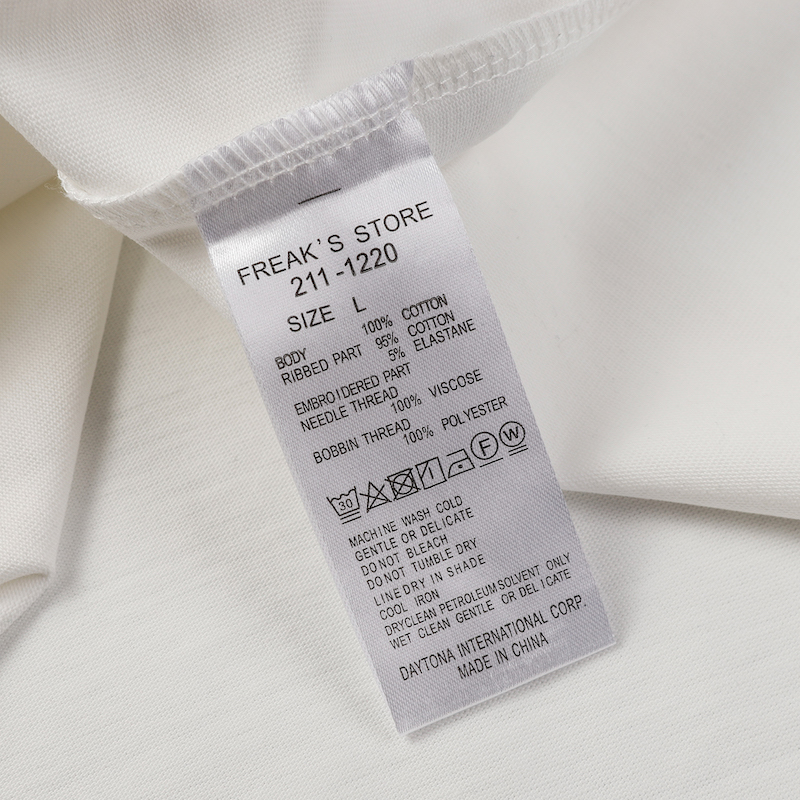 FREAK'S STORE
211-1220
SIZE L
BODY 100% COTTON
RIBBED PART 95% COTTON
5% ELASTANE
EMBROIDERED PART
NEEDLE THREAD 100% VISCOSE
BOBBIN THREAD 100% POLYESTER
30 F W
MACHINE WASH COLD
GENTLE OR DELICATE
DO NOT BLEACH
DO NOT TUMBLE DRY
LINE DRY IN SHADE
COOL IRON
DRYCLEAN PETROLEUM SOLVENT ONLY
WET CLEAN GENTLE OR DELICATE
DAYTONA INTERNATIONAL CORP.
MADE IN CHINA